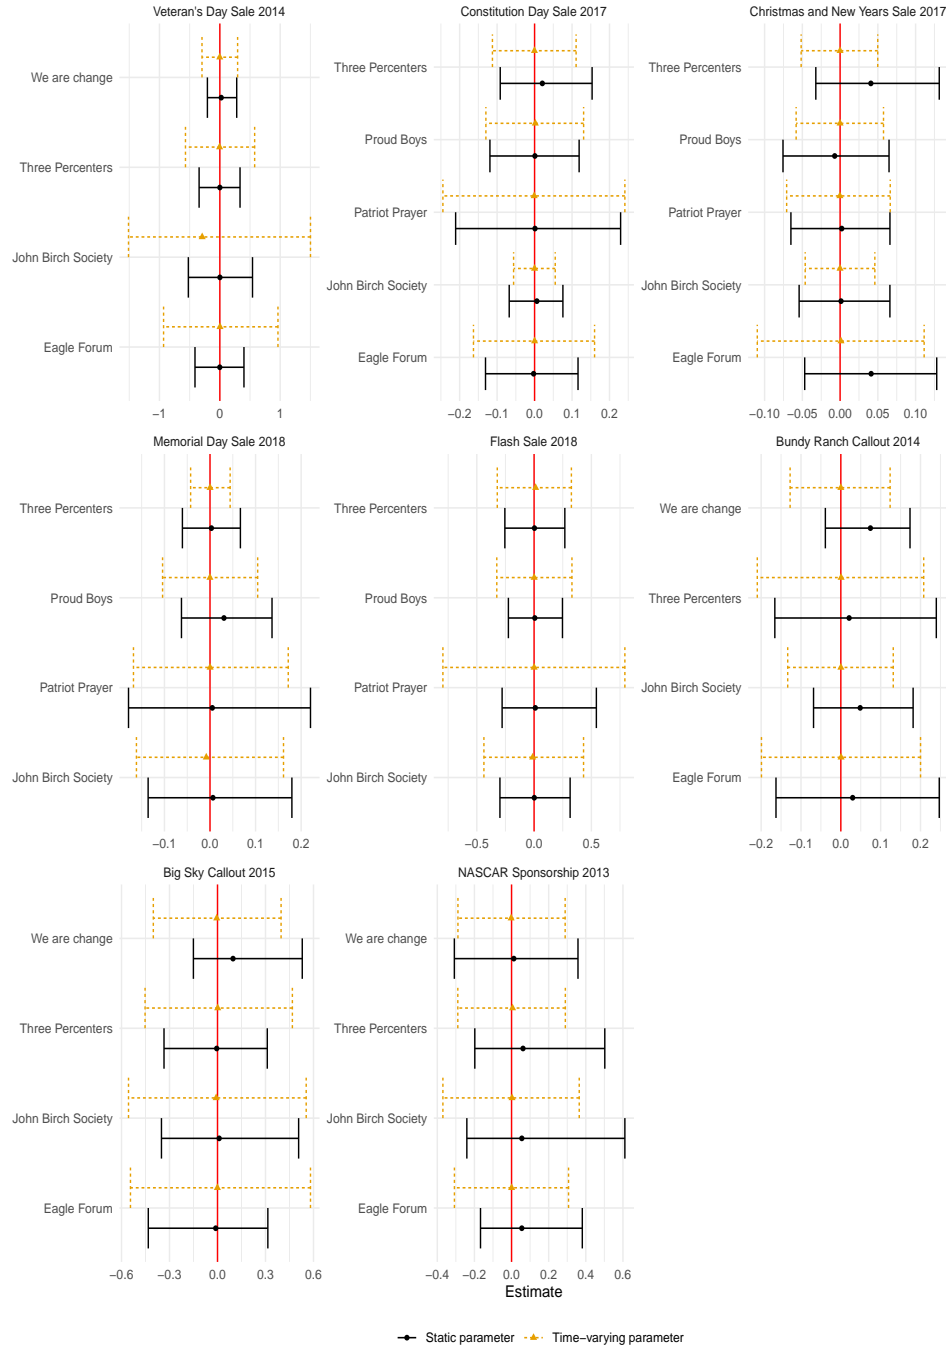 Veteran's Day Sale 2014
We are change
Three Percenters
John Birch Society
Eagle Forum
−1 0 1
Constitution Day Sale 2017
Three Percenters
Proud Boys
Patriot Prayer
John Birch Society
Eagle Forum
−0.2 −0.1 0.0 0.1 0.2
Christmas and New Years Sale 2017
Three Percenters
Proud Boys
Patriot Prayer
John Birch Society
Eagle Forum
−0.10 −0.05 0.00 0.05 0.10
Memorial Day Sale 2018
Three Percenters
Proud Boys
Patriot Prayer
John Birch Society
−0.1 0.0 0.1 0.2
Flash Sale 2018
Three Percenters
Proud Boys
Patriot Prayer
John Birch Society
−0.5 0.0 0.5
Bundy Ranch Callout 2014
We are change
Three Percenters
John Birch Society
Eagle Forum
−0.2 −0.1 0.0 0.1 0.2
Big Sky Callout 2015
We are change
Three Percenters
John Birch Society
Eagle Forum
−0.6 −0.3 0.0 0.3 0.6
NASCAR Sponsorship 2013
We are change
Three Percenters
John Birch Society
Eagle Forum
−0.4 −0.2 0.0 0.2 0.4 0.6
Estimate
Static parameter Time−varying parameter